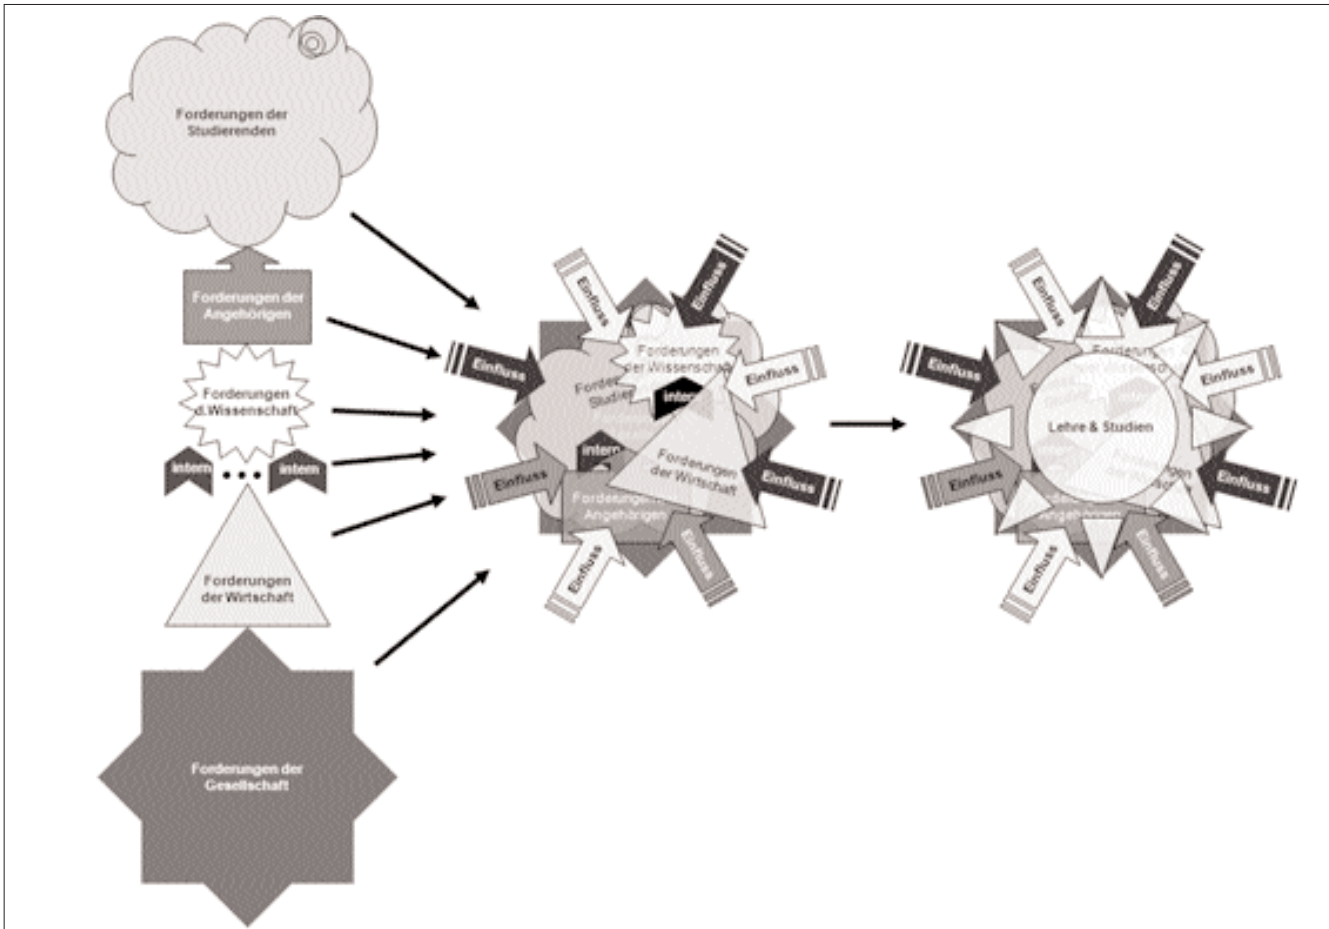 Forderungen der
Studierenden
Forderungen der
Angehörigen
Forderungen
d.Wissenschaft
intern
intern
Forderungen
der Wirtschaft
Forderungen der
Gesellschaft
Einfluss
Einfluss
Einfluss
Einfluss
Einfluss
Einfluss
Einfluss
Einfluss
Forderungen
der Wissenschaft
intern
intern
Forderungen
der Wirtschaft
Angehörigen
Einfluss
Einfluss
Einfluss
Einfluss
Einfluss
Einfluss
Einfluss
Einfluss
Lehre & Studien
Angehörigen